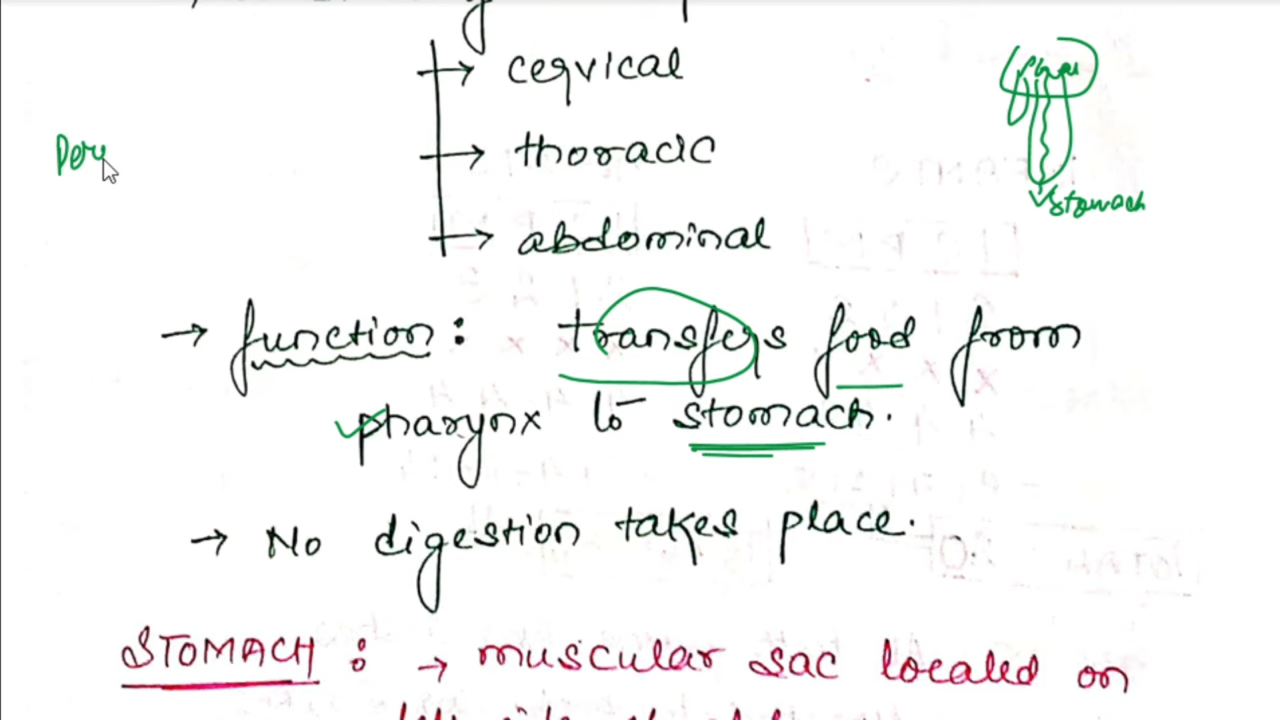 → cervical
→ thoracic
→ abdominal
stomach
→ function : transfers food from
pharynx to stomach.
→ No digestion takes place.
STOMACH : → muscular sac located on